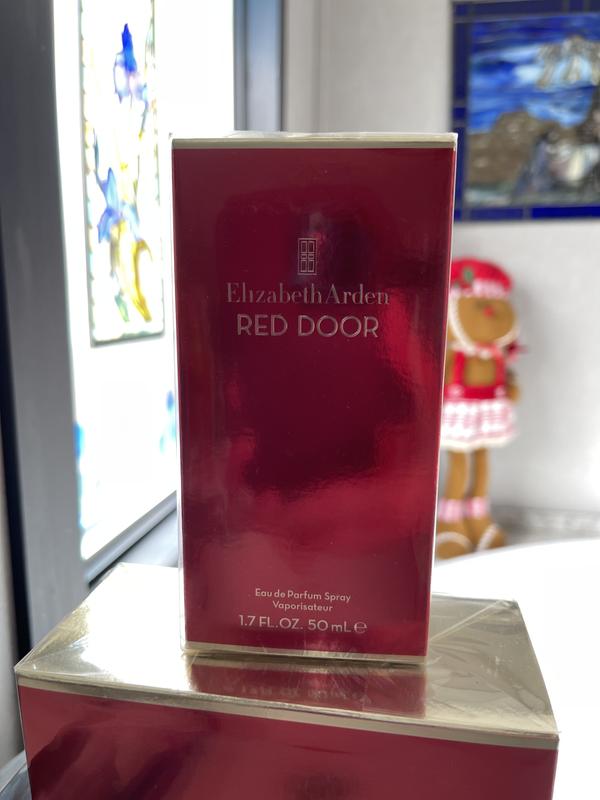 Elizabeth Arden
RED DOOR
Eau de Parfum Spray
Vaporisateur
1.7 FL.OZ. 50 mL ℮